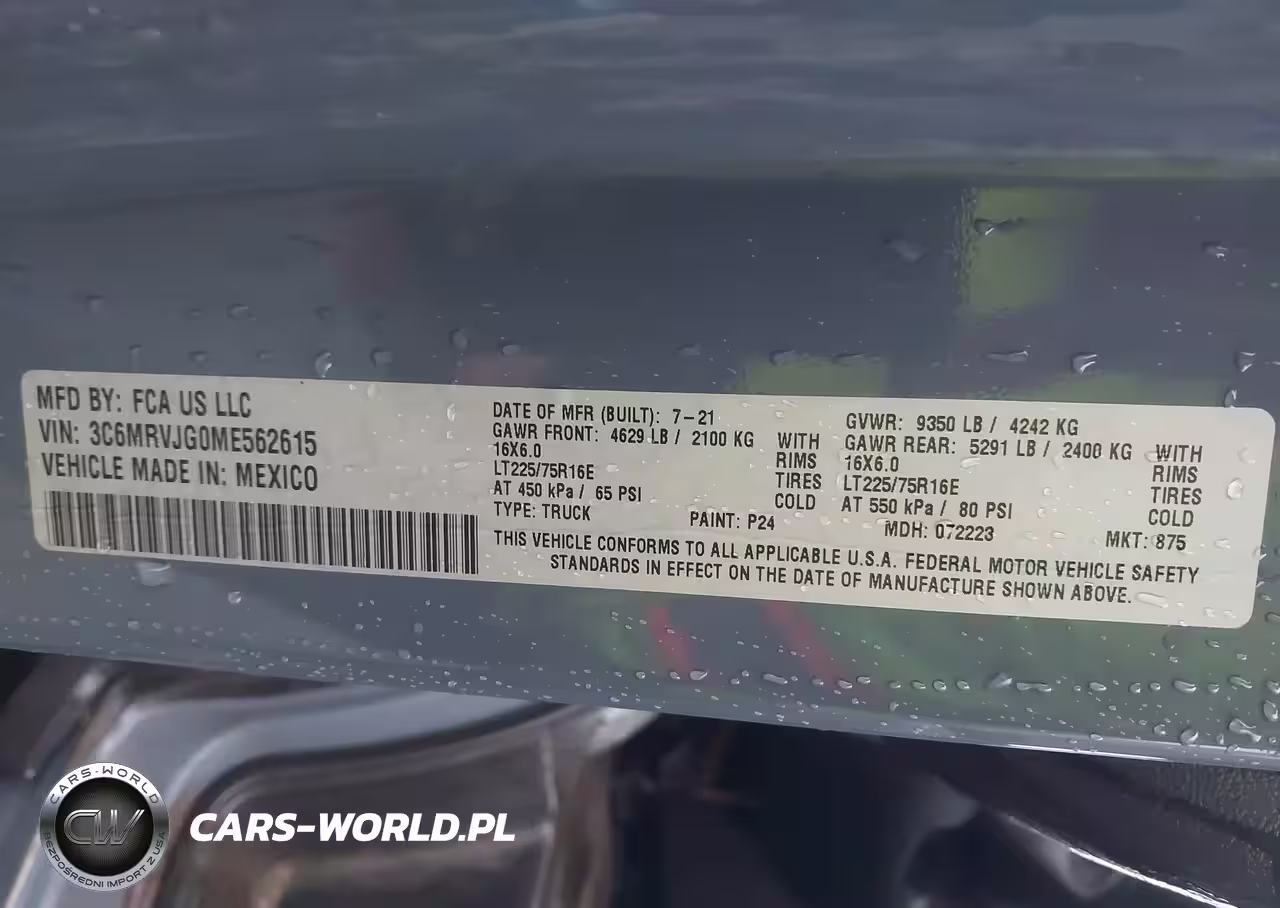 MFD BY: FCA US LLC
VIN: 3C6MRVJG0ME562615
VEHICLE MADE IN: MEXICO
DATE OF MFR (BUILT): 7-21
GAWR FRONT: 4629 LB / 2100 KG WITH
16X6.0 RIMS
LT225/75R16E TIRES
AT 450 kPa / 65 PSI COLD
TYPE: TRUCK
PAINT: P24
GVWR: 9350 LB / 4242 KG
GAWR REAR: 5291 LB / 2400 KG WITH
16X6.0 RIMS
LT225/75R16E TIRES
AT 550 kPa / 80 PSI COLD
MDH: 072223 MKT: 875
THIS VEHICLE CONFORMS TO ALL APPLICABLE U.S.A. FEDERAL MOTOR VEHICLE SAFETY
STANDARDS IN EFFECT ON THE DATE OF MANUFACTURE SHOWN ABOVE.
CARS-WORLD
CW
BEZPOŚREDNI IMPORT Z USA
CARS-WORLD.PL